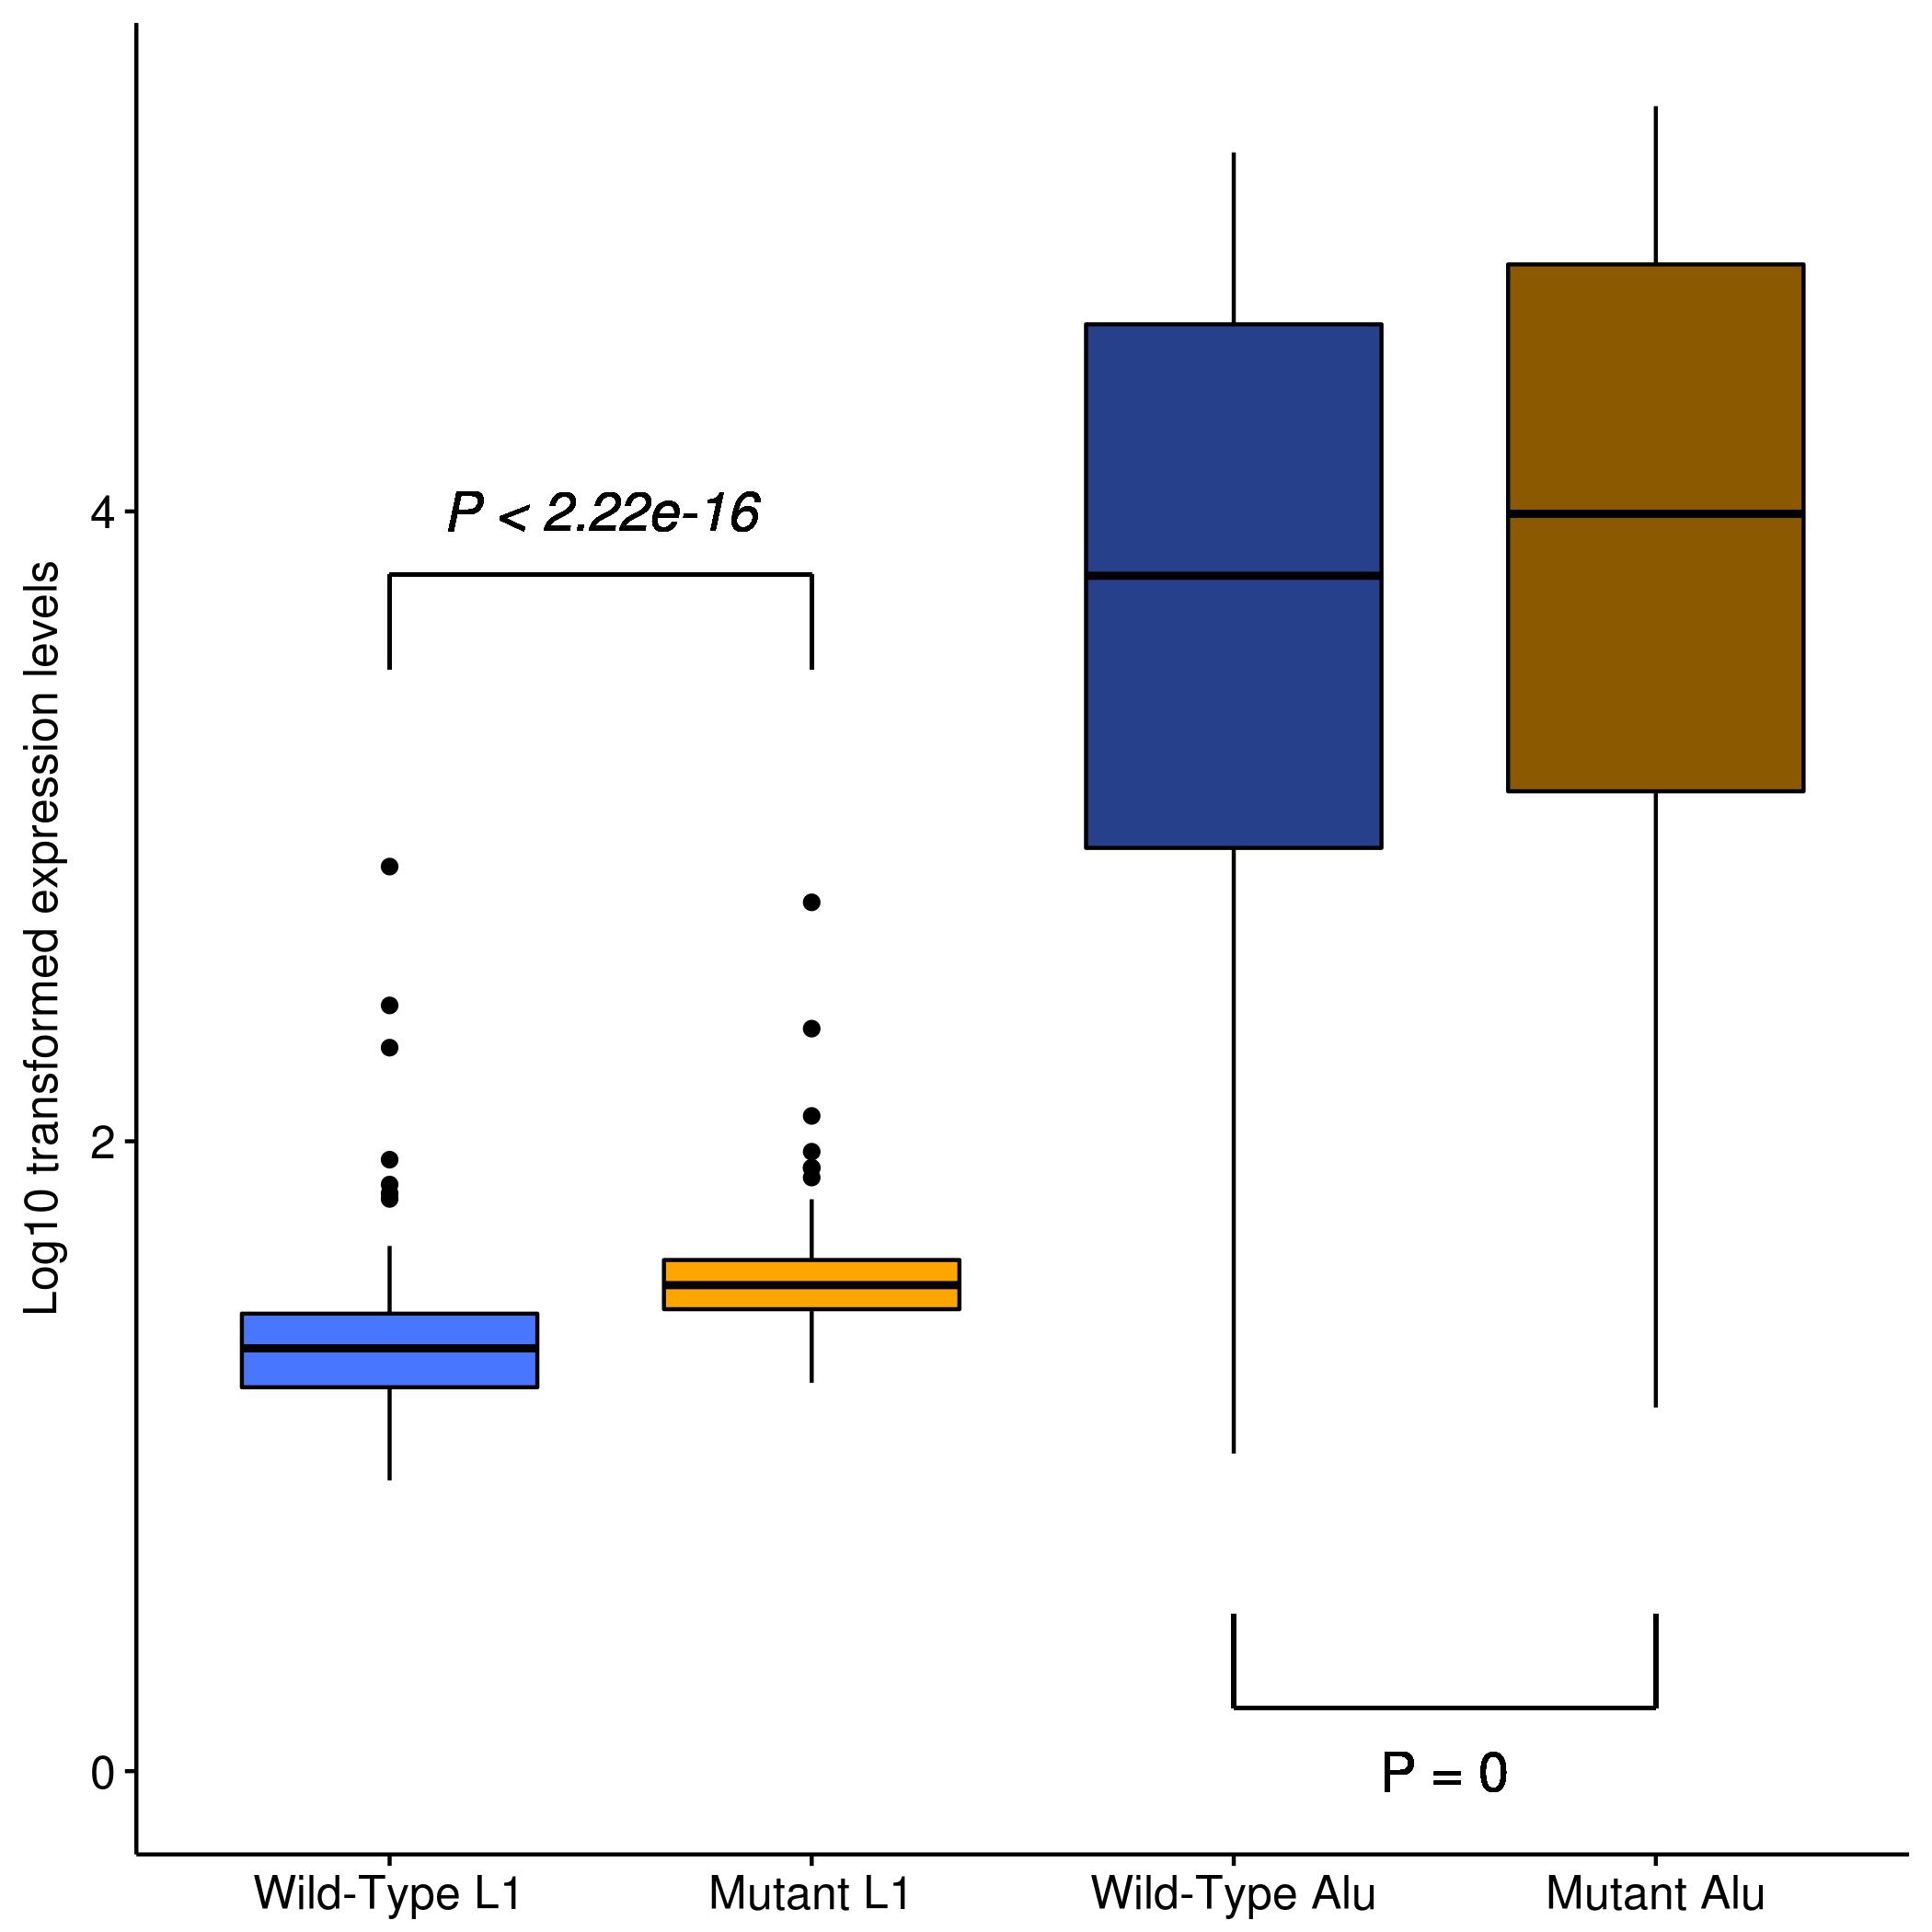 Log10 transformed expression levels
4
2
0
P < 2.22e-16
P = 0
Wild-Type L1
Mutant L1
Wild-Type Alu
Mutant Alu